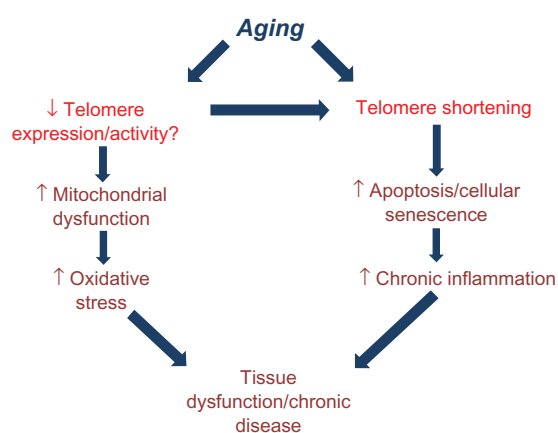 Aging
↓ Telomere
expression/activity?
Telomere shortening
↑ Mitochondrial
dysfunction
↑ Apoptosis/cellular
senescence
↑ Oxidative
stress
↑ Chronic inflammation
Tissue
dysfunction/chronic
disease